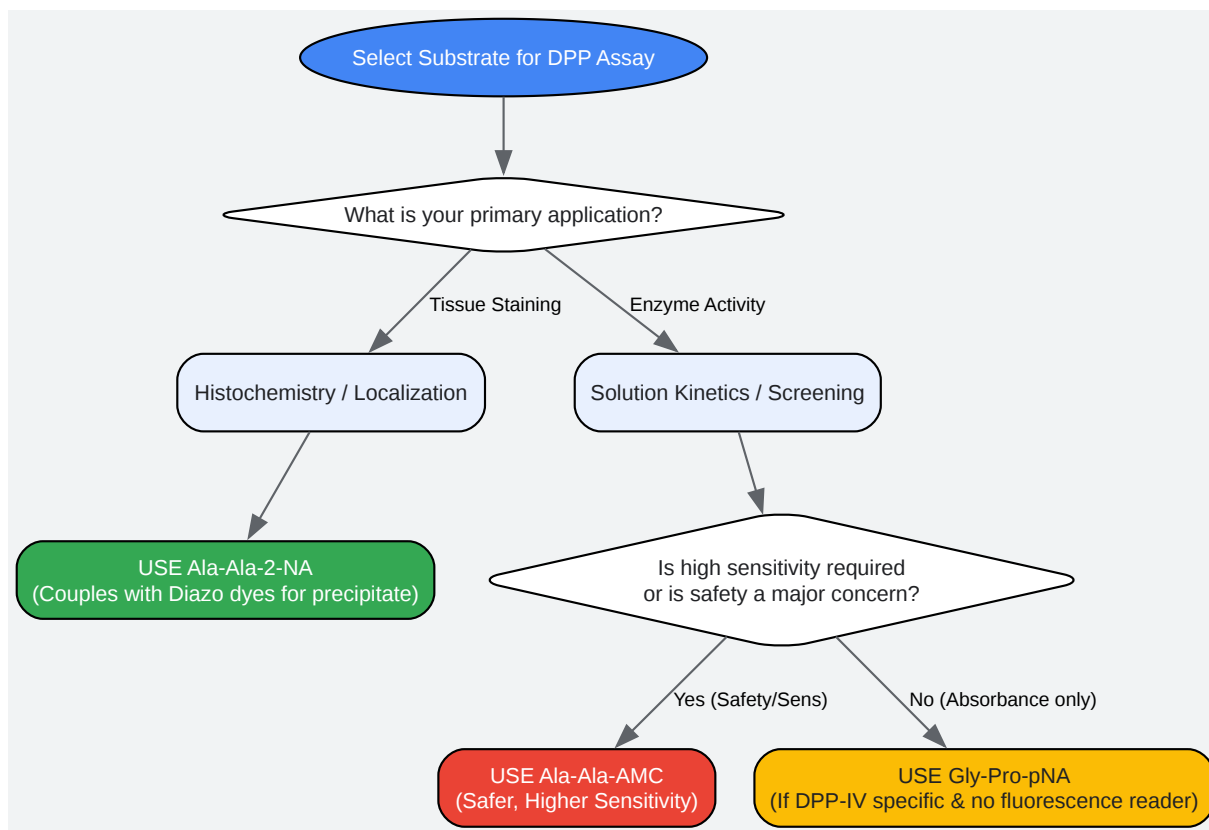 Select Substrate for DPP Assay
What is your primary application?
Tissue Staining
Enzyme Activity
Histochemistry / Localization
Solution Kinetics / Screening
USE Ala-Ala-2-NA
(Couples with Diazo dyes for precipitate)
Is high sensitivity required
or is safety a major concern?
Yes (Safety/Sens)
No (Absorbance only)
USE Ala-Ala-AMC
(Safer, Higher Sensitivity)
USE Gly-Pro-pNA
(If DPP-IV specific & no fluorescence reader)